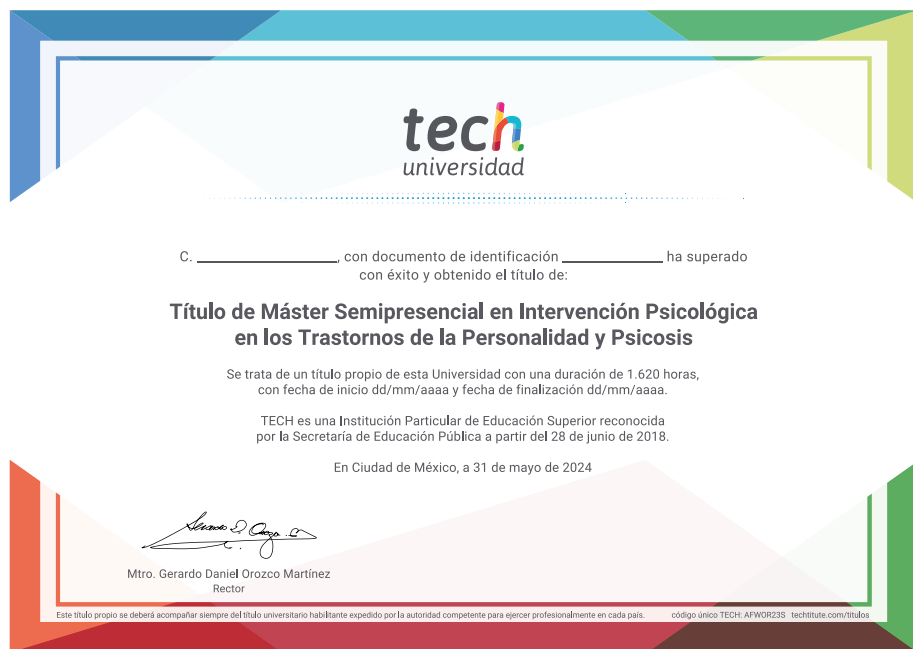 tech
universidad
C. ____________, con documento de identificación ____________ ha superado
con éxito y obtenido el título de:
Título de Máster Semipresencial en Intervención Psicológica
en los Trastornos de la Personalidad y Psicosis
Se trata de un título propio de esta Universidad con una duración de 1.620 horas,
con fecha de inicio dd/mm/aaaa y fecha de finalización dd/mm/aaaa.
TECH es una Institución Particular de Educación Superior reconocida
por la Secretaría de Educación Pública a partir del 28 de junio de 2018.
En Ciudad de México, a 31 de mayo de 2024
Mtro. Gerardo Daniel Orozco Martínez
Rector
Este título propio se deberá acompañar siempre del título universitario habilitante expedido por la autoridad competente para ejercer profesionalmente en cada país. código único TECH: AFWOR23S techtitute.com/titulos